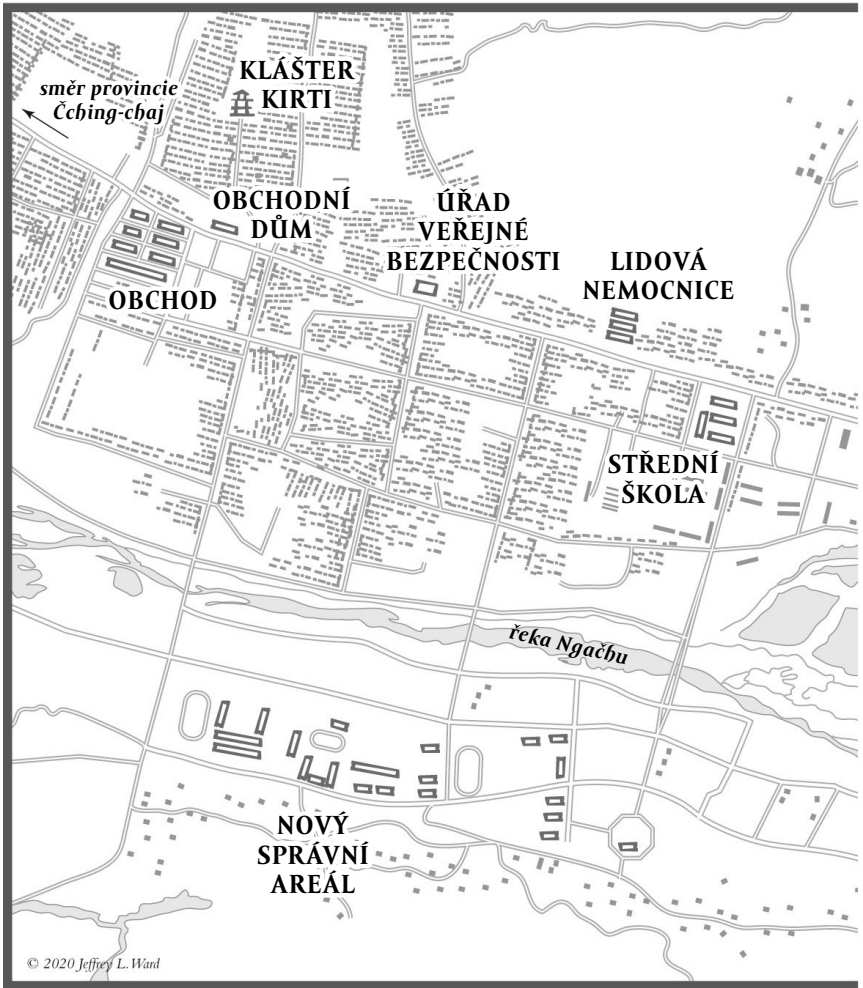 KLÁŠTER
KIRTI
směr provincie
Čching-chaj
OBCHODNÍ
DŮM
ÚŘAD
VEŘEJNÉ
BEZPEČNOSTI
LIDOVÁ
NEMOCNICE
OBCHOD
STŘEDNÍ
ŠKOLA
řeka Ngačhu
NOVÝ
SPRÁVNÍ
AREÁL
© 2020 Jeffrey L. Ward